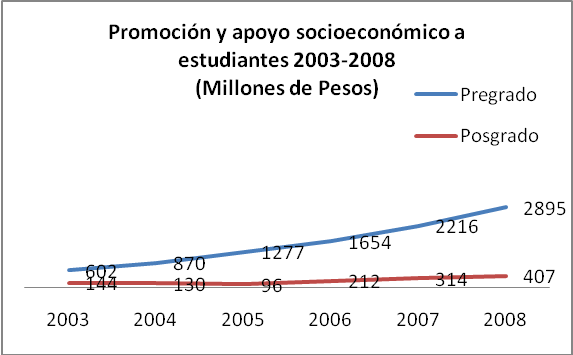 Promoción y apoyo socioeconómico a
estudiantes 2003-2008
(Millones de Pesos)
Pregrado
Posgrado
602 870 1277 1654 2216 2895
144 130 96 212 314 407
2003 2004 2005 2006 2007 2008